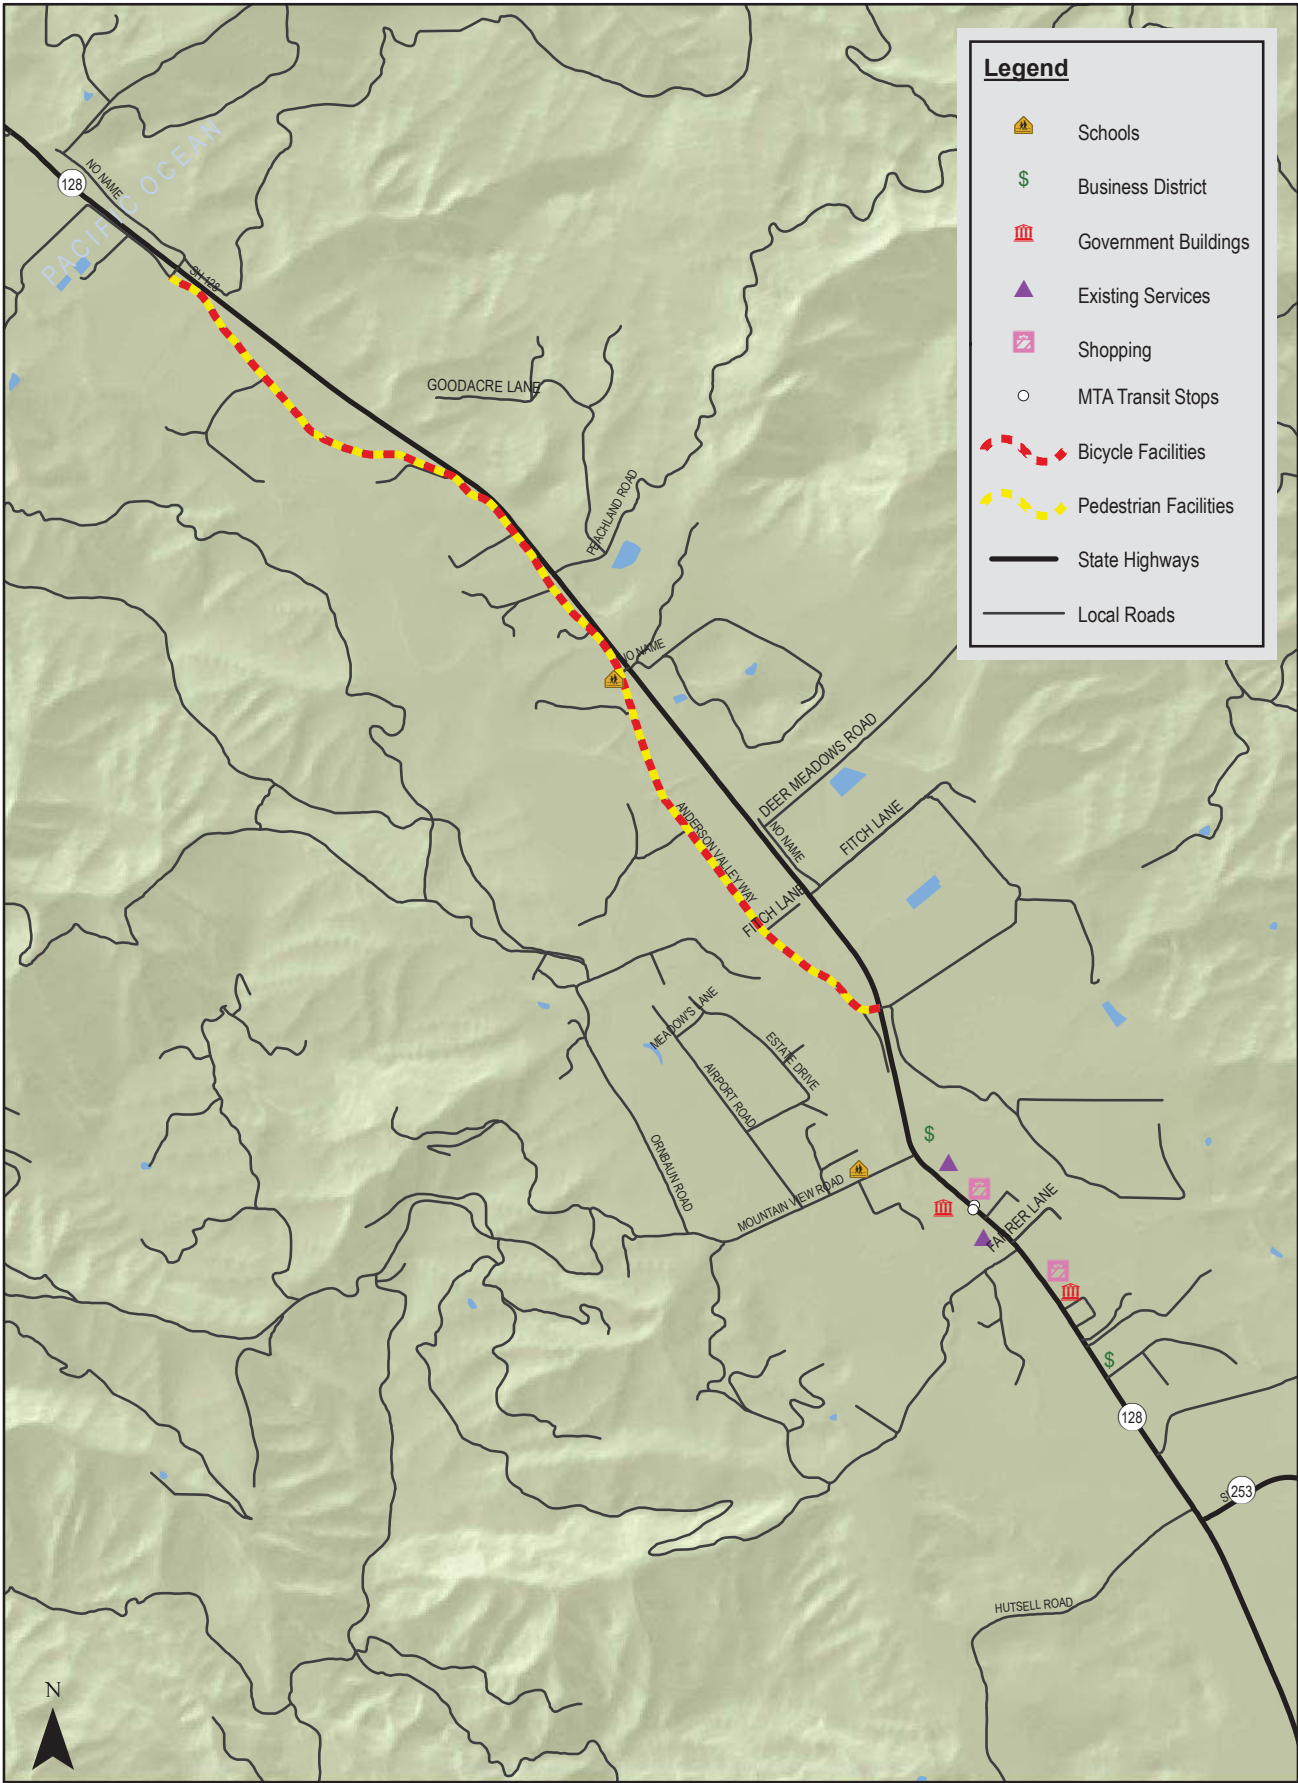 Legend
Schools
$ Business District
Government Buildings
Existing Services
Shopping
MTA Transit Stops
Bicycle Facilities
Pedestrian Facilities
State Highways
Local Roads
PACIFIC OCEAN
NO NAME
128
SH 128
GOODACRE LANE
PEACHLAND ROAD
NO NAME
DEER MEADOWS ROAD
NO NAME
FITCH LANE
ANDERSON VALLEY WAY
FITCH LANE
MEADOW'S LANE
ESTATE DRIVE
AIRPORT ROAD
ORNBAUN ROAD
MOUNTAIN VIEW ROAD
$
FARRER LANE
$
128
253
HUTSELL ROAD
N